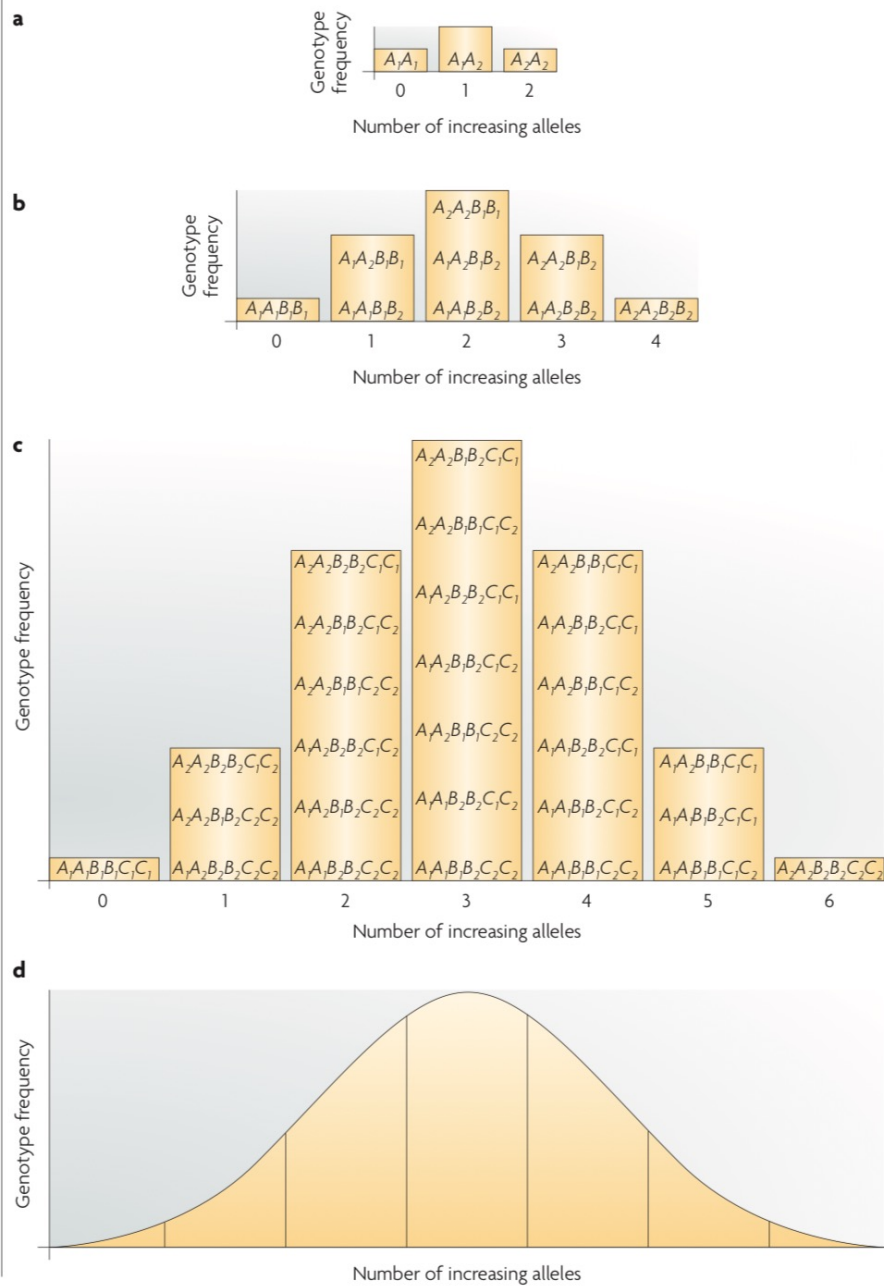 a
Genotype
frequency
A₁A₁
A₁A₂
A₂A₂
0 1 2
Number of increasing alleles
b
Genotype
frequency
A₁A₁B₁B₁
A₁A₂B₁B₁
A₁A₁B₁B₂
A₂A₂B₁B₁
A₁A₂B₁B₂
A₁A₁B₂B₂
A₂A₂B₁B₂
A₁A₂B₂B₂
A₂A₂B₂B₂
0 1 2 3 4
Number of increasing alleles
c
Genotype frequency
A₁A₁B₁B₁C₁C₁
A₂A₂B₂B₂C₁C₂
A₂A₂B₁B₂C₂C₂
A₁A₂B₂B₂C₂C₂
A₂A₂B₂B₂C₁C₁
A₂A₂B₁B₂C₁C₂
A₂A₂B₁B₁C₂C₂
A₁A₂B₂B₂C₁C₂
A₁A₂B₁B₂C₂C₂
A₁A₁B₂B₂C₂C₂
A₂A₂B₁B₂C₁C₁
A₂A₂B₁B₁C₁C₂
A₁A₂B₂B₂C₁C₁
A₁A₂B₁B₂C₁C₂
A₁A₂B₁B₁C₂C₂
A₁A₁B₂B₂C₁C₂
A₁A₁B₁B₂C₂C₂
A₂A₂B₁B₁C₁C₁
A₁A₂B₁B₂C₁C₁
A₁A₂B₁B₁C₁C₂
A₁A₁B₂B₂C₁C₁
A₁A₁B₁B₂C₁C₂
A₁A₁B₁B₁C₂C₂
A₁A₂B₁B₁C₁C₁
A₁A₁B₁B₂C₁C₁
A₁A₁B₁B₁C₁C₂
A₂A₂B₂B₂C₂C₂
0 1 2 3 4 5 6
Number of increasing alleles
d
Genotype frequency
Number of increasing alleles